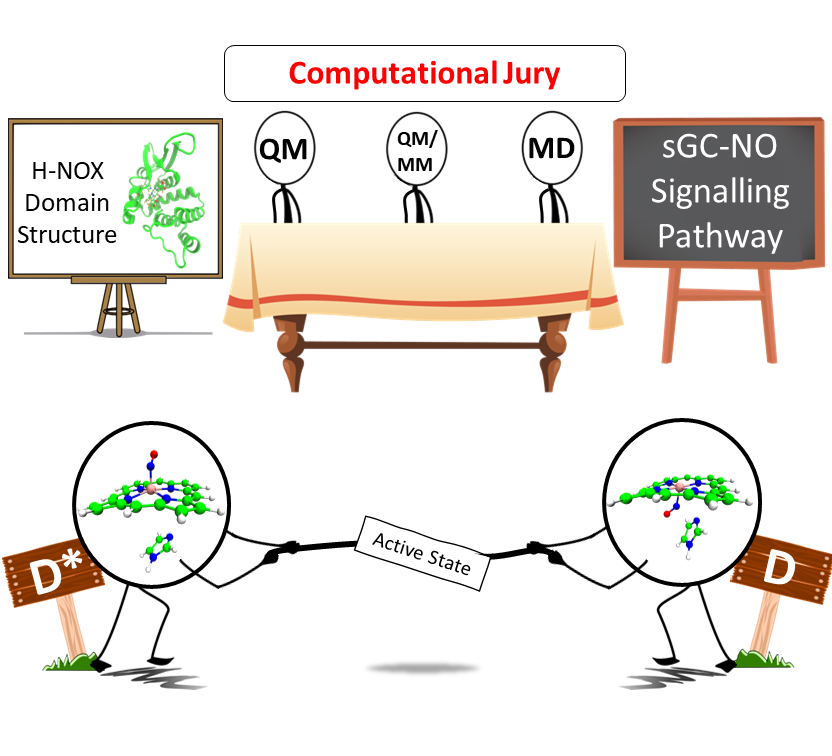 Computational Jury
H-NOX
Domain
Structure
QM
QM/
MM
MD
sGC-NO
Signalling
Pathway
D*
Active State
D